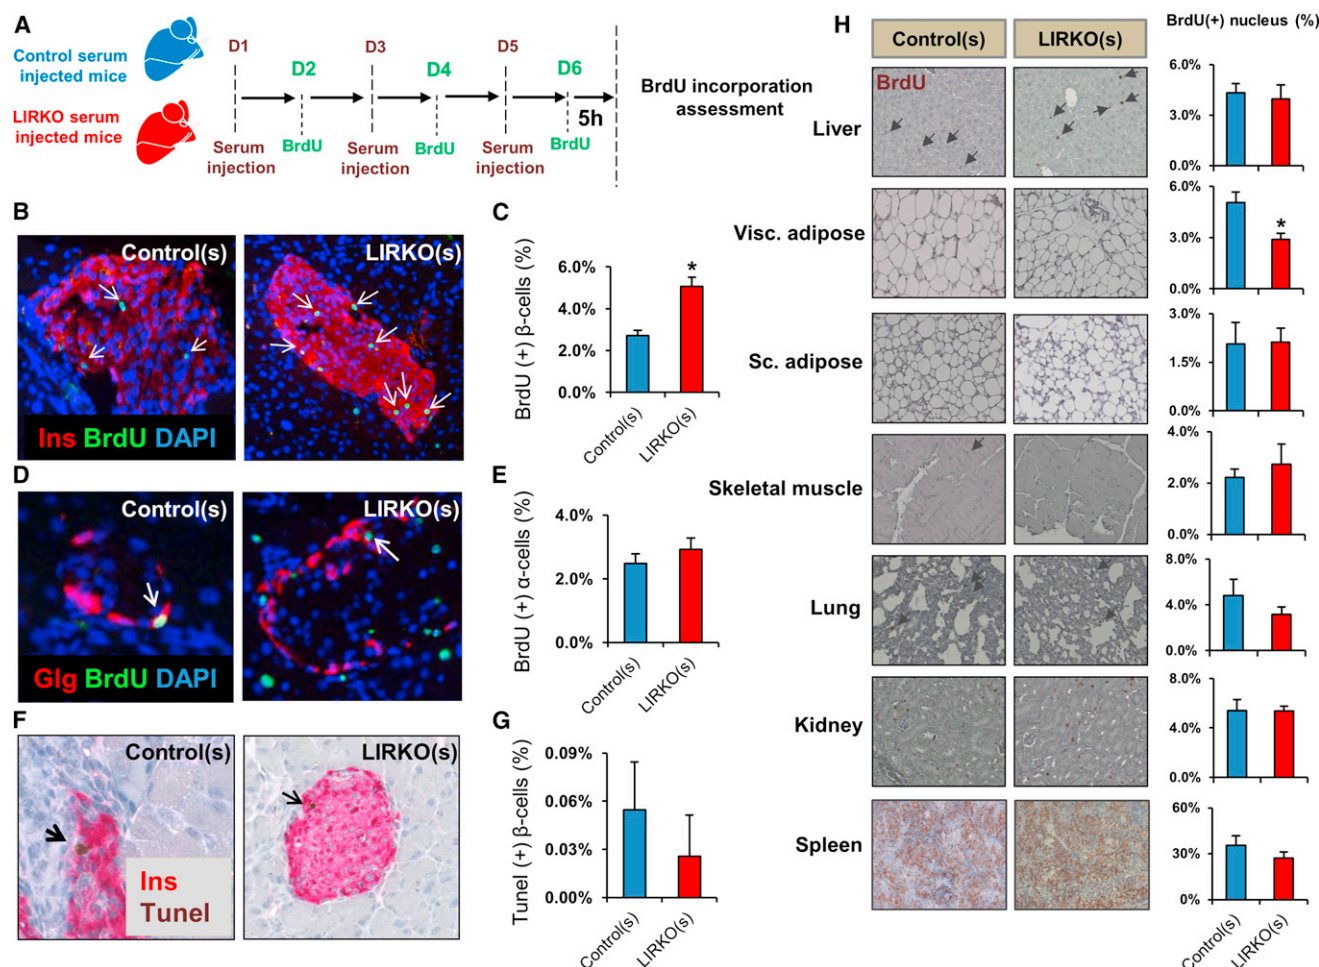 A
Control serum
injected mice
LIRKO serum
injected mice
D1
D2
D3
D4
D5
D6
5h
Serum
injection
BrdU
Serum
injection
BrdU
Serum
injection
BrdU
BrdU incorporation
assessment
B
Control(s)
LIRKO(s)
Ins BrdU DAPI
C
BrdU (+) β-cells (%)
6.0%
4.0%
2.0%
0.0%
*
Control(s)
LIRKO(s)
D
Control(s)
LIRKO(s)
Glg BrdU DAPI
E
BrdU (+) α-cells (%)
4.0%
2.0%
0.0%
Control(s)
LIRKO(s)
F
Control(s)
LIRKO(s)
Ins
Tunel
G
Tunel (+) β-cells (%)
0.09%
0.06%
0.03%
0.00%
Control(s)
LIRKO(s)
H
Control(s)
LIRKO(s)
BrdU(+) nucleus (%)
BrdU
Liver
6.0%
3.0%
0.0%
Visc. adipose
6.0%
3.0%
0.0%
*
Sc. adipose
3.0%
1.5%
0.0%
Skeletal muscle
4.0%
2.0%
0.0%
Lung
8.0%
4.0%
0.0%
Kidney
8.0%
4.0%
0.0%
Spleen
60%
30%
0%
Control(s)
LIRKO(s)